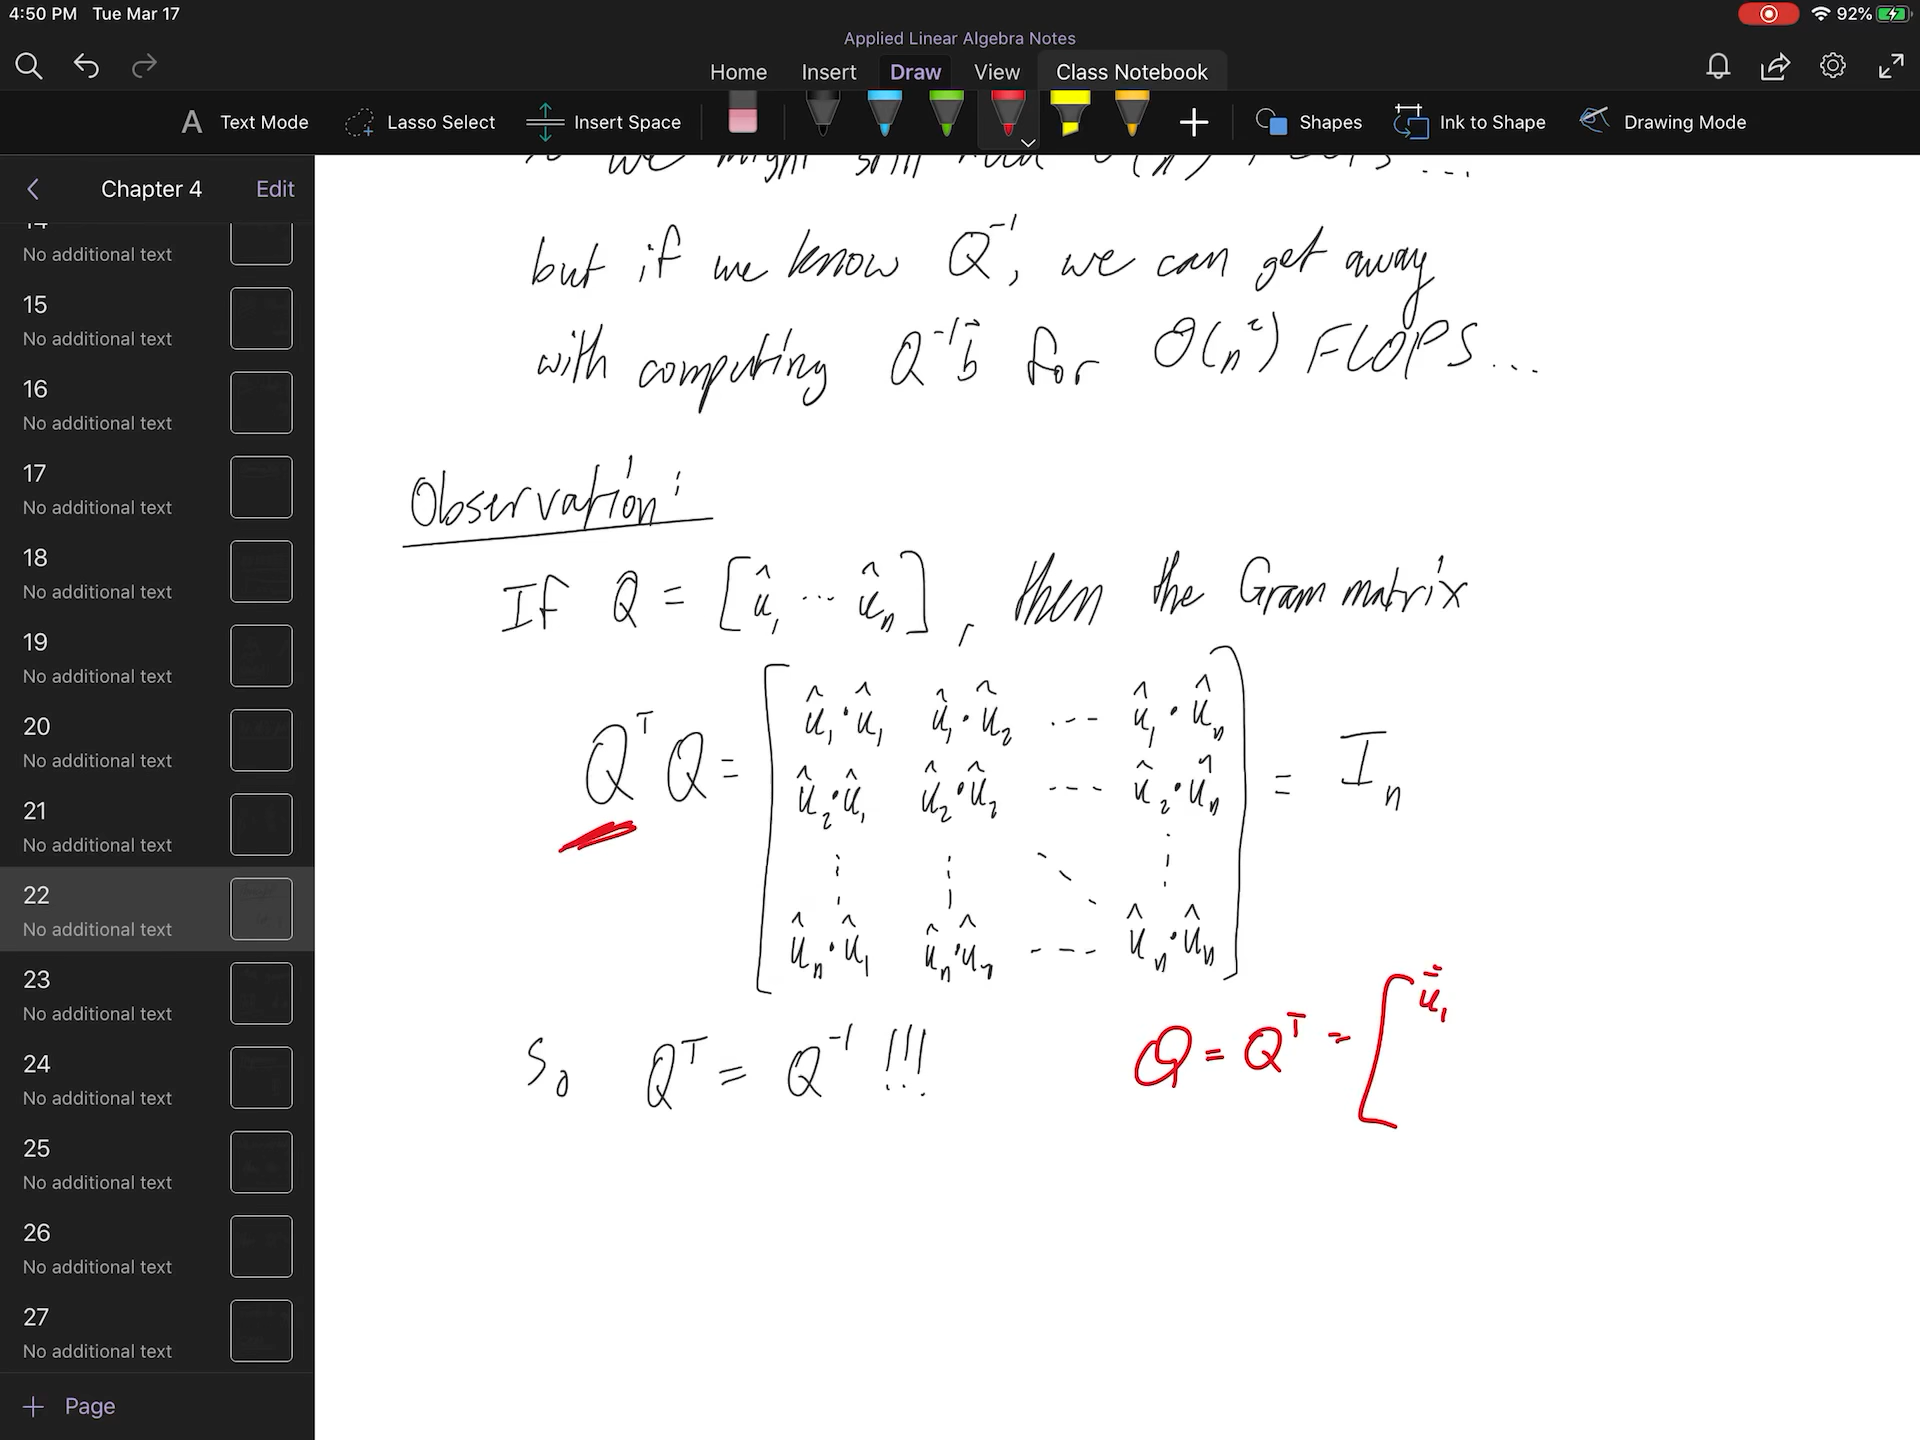 4:50 PM Tue Mar 17
92%
Applied Linear Algebra Notes
Home Insert Draw View Class Notebook
Text Mode Lasso Select Insert Space Shapes Ink to Shape Drawing Mode
Chapter 4 Edit
14
No additional text
15
No additional text
16
No additional text
17
No additional text
18
No additional text
19
No additional text
20
No additional text
21
No additional text
22
No additional text
23
No additional text
24
No additional text
25
No additional text
26
No additional text
27
No additional text
+ Page
we might still need O(n) FLOPS...
but if we know Q⁻¹, we can get away
with computing Q⁻¹b⃗ for O(n²) FLOPS...
Observation:
If Q = [û₁ ... ûₙ], then the Gram matrix
QᵀQ = [û₁·û₁ û₁·û₂ --- û₁·ûₙ
û₂·û₁ û₂·û₂ --- û₂·ûₙ
⋮ ⋮ ⋱ ⋮
ûₙ·û₁ ûₙ·û₂ --- ûₙ·ûₙ] = Iₙ
So Qᵀ = Q⁻¹ !!!
Q = Qᵀ = [ u₁